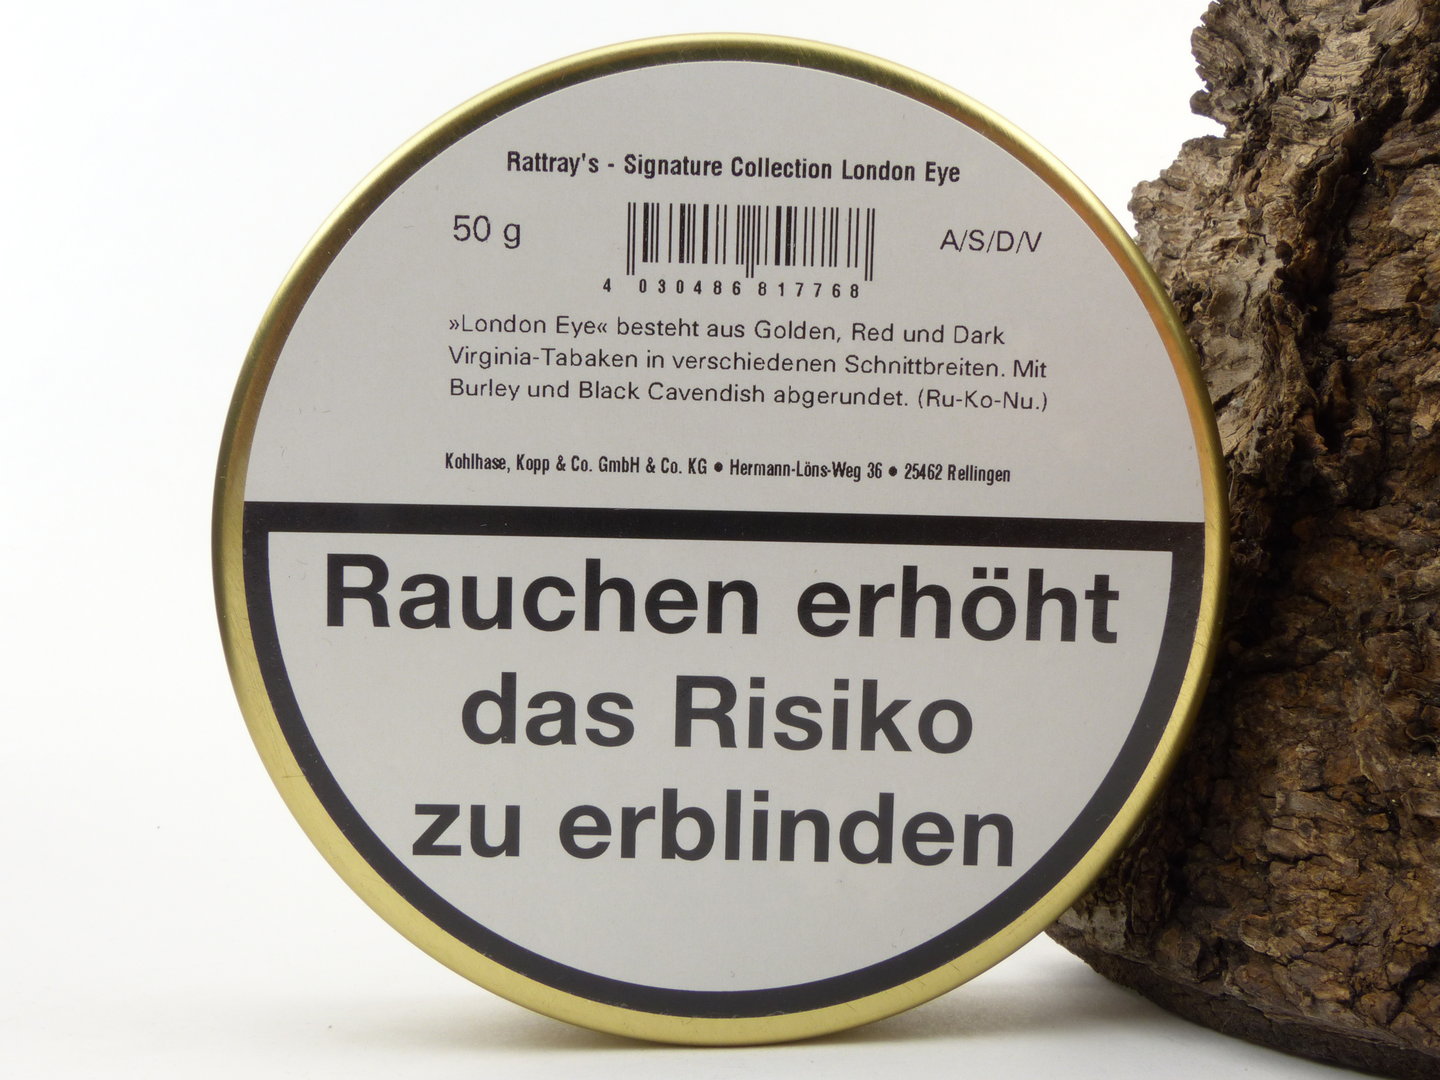 Rattray's - Signature Collection London Eye
50 g
A/S/D/V
4 030486 817768
»London Eye« besteht aus Golden, Red und Dark
Virginia-Tabaken in verschiedenen Schnittbreiten. Mit
Burley und Black Cavendish abgerundet. (Ru-Ko-Nu.)
Kohlhase, Kopp & Co. GmbH & Co. KG ● Hermann-Löns-Weg 36 ● 25462 Rellingen
Rauchen erhöht
das Risiko
zu erblinden